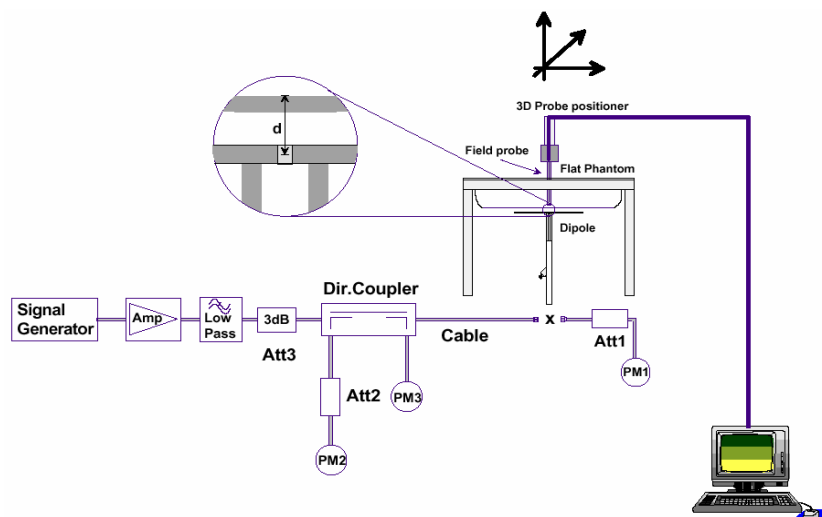 3D Probe positioner
d
Field probe
Flat Phantom
Dipole
Dir.Coupler
Signal
Generator
Amp
Low
Pass
3dB
Att3
Cable
x
Att1
PM1
Att2
PM3
PM2